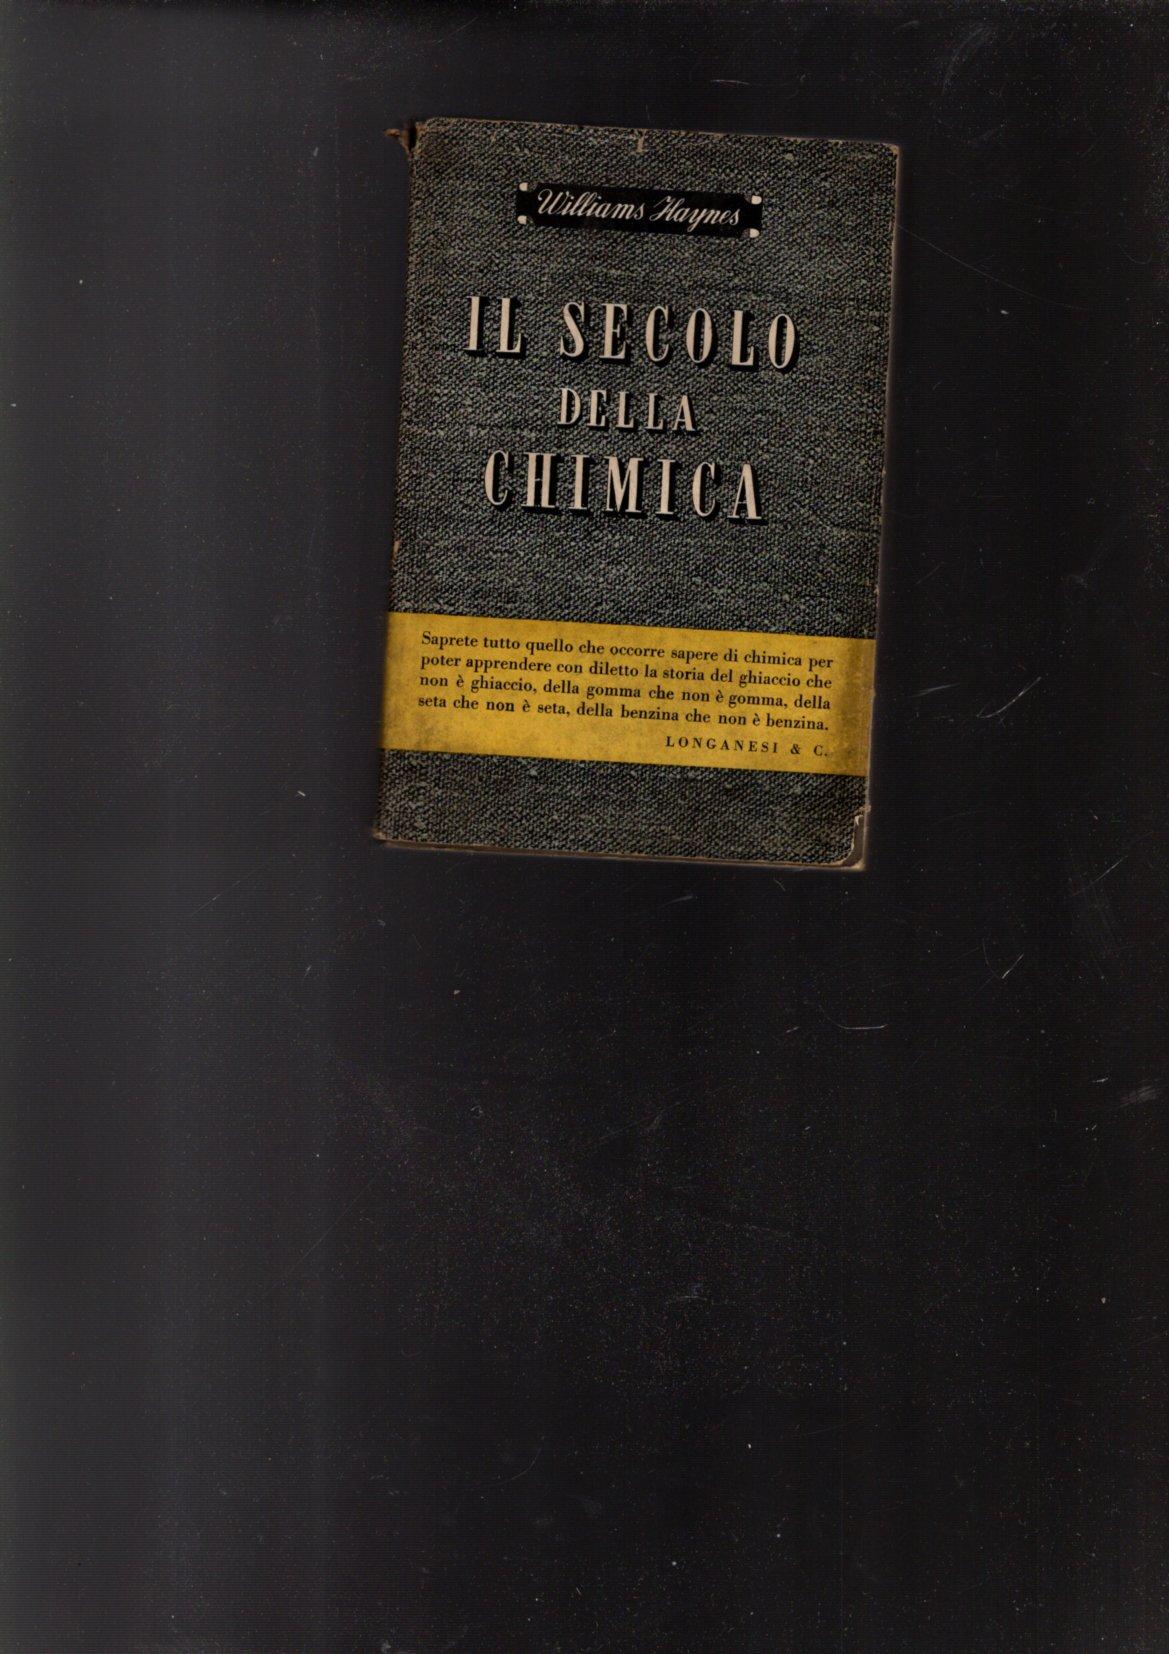 Williams Haynes
IL SECOLO
DELLA
CHIMICA
Saprete tutto quello che occorre sapere di chimica per
poter apprendere con diletto la storia del ghiaccio che
non è ghiaccio, della gomma che non è gomma, della
seta che non è seta, della benzina che non è benzina.
LONGANESI & C.